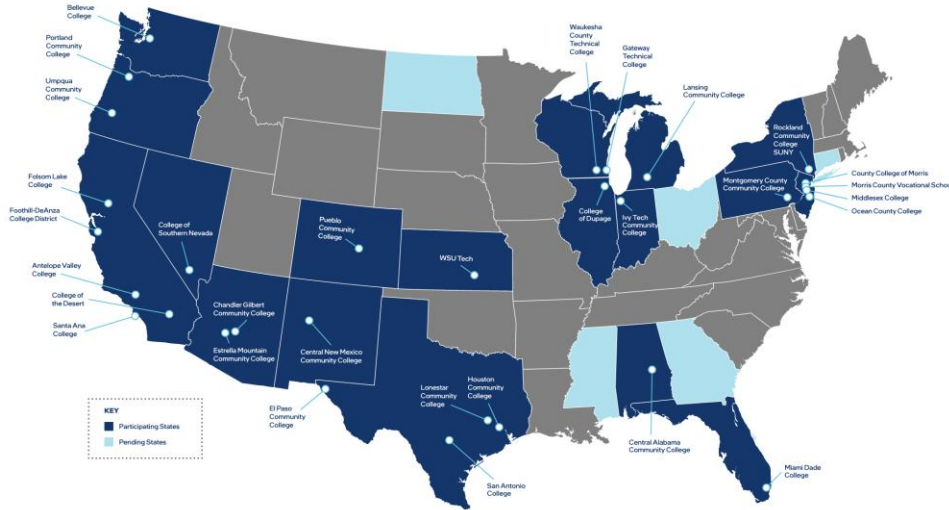 Bellevue
College
Portland
Community
College
Umpqua
Community
College
Folsom Lake
College
Foothill-DeAnza
College District
Antelope Valley
College
College of
the Desert
Santa Ana
College
College of
Southern Nevada
Chandler Gilbert
Community College
Estrella Mountain
Community College
Pueblo
Community
College
Central New Mexico
Community College
El Paso
Community
College
WSU Tech
Lonestar
Community
College
Houston
Community
College
San Antonio
College
Waukesha
County
Technical
College
Gateway
Technical
College
Lansing
Community College
College
of Dupage
Ivy Tech
Community
College
Central Alabama
Community College
Miami Dade
College
Rockland
Community
College
SUNY
Montgomery County
Community College
County College of Morris
Morris County Vocational School
Middlesex College
Ocean County College
KEY
Participating States
Pending States